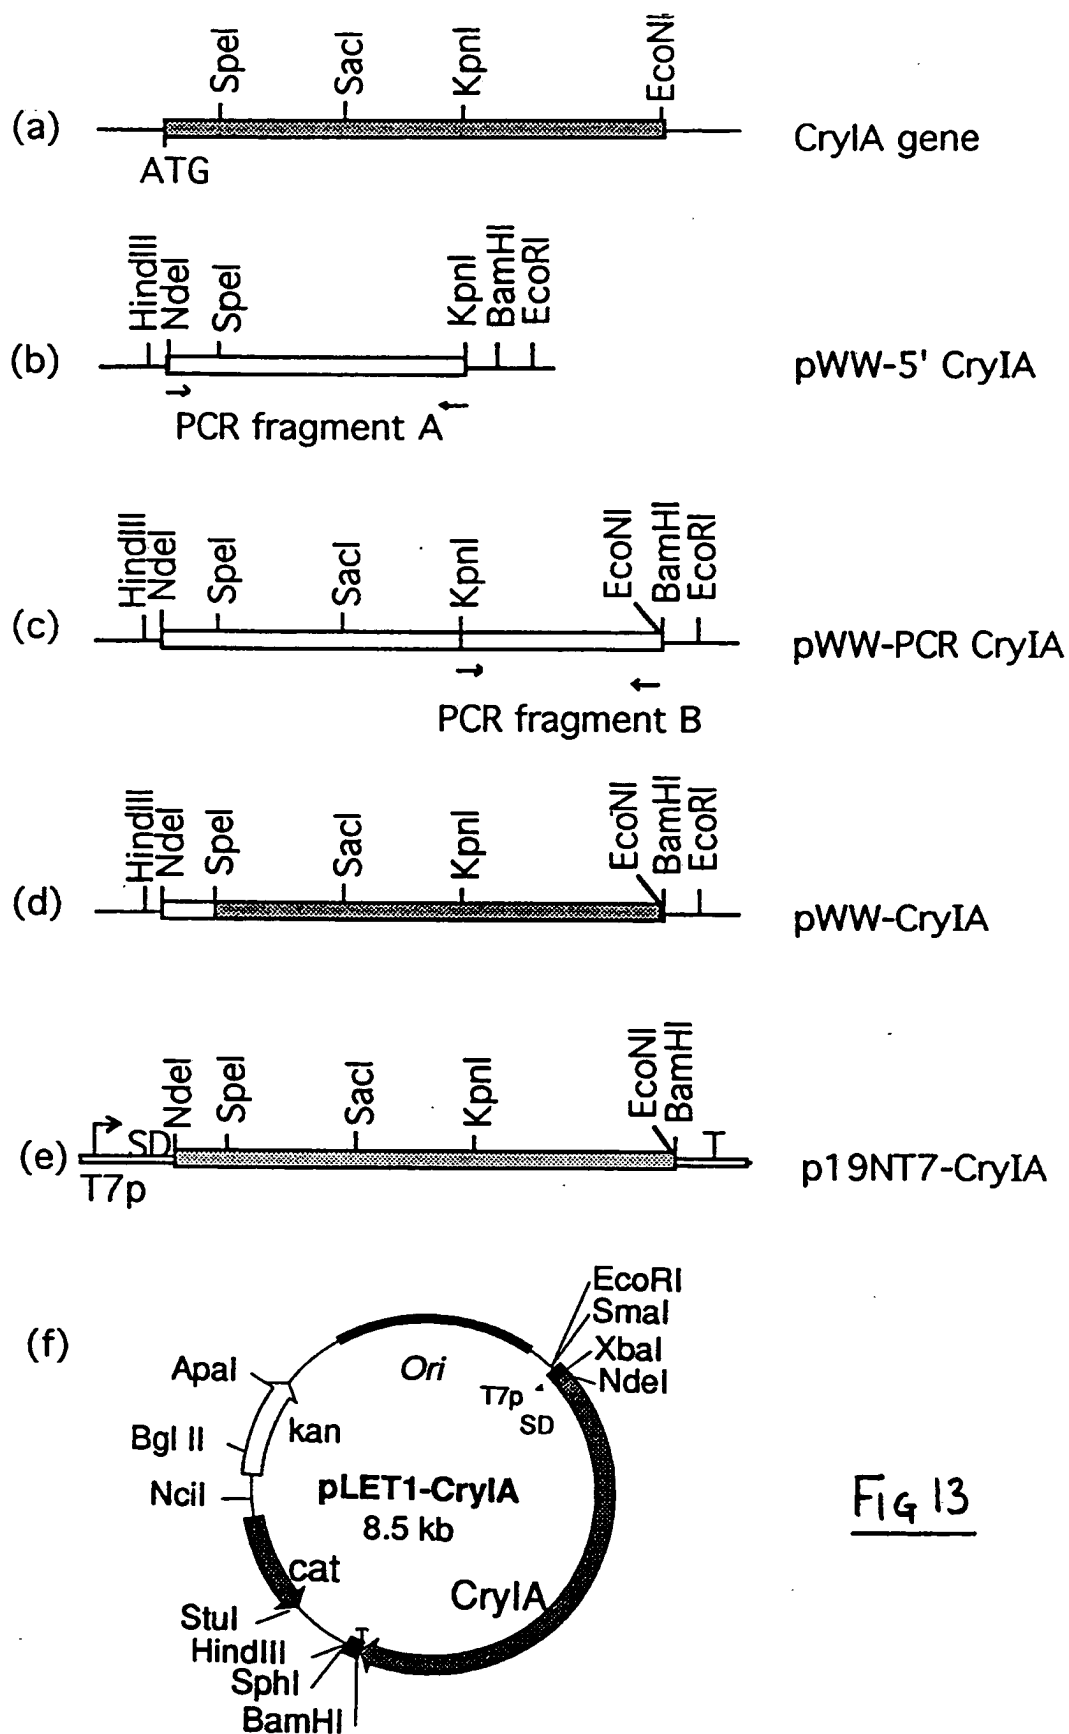 SpeI SacI KpnI EcoNI
(a) CryIA gene
ATG
HindIII NdeI SpeI KpnI BamHI EcoRI
(b) pWW-5' CryIA
PCR fragment A
HindIII NdeI SpeI SacI KpnI EcoNI BamHI EcoRI
(c) pWW-PCR CryIA
PCR fragment B
HindIII NdeI SpeI SacI KpnI EcoNI BamHI EcoRI
(d) pWW-CryIA
NdeI SpeI SacI KpnI EcoNI BamHI
SD T
(e) p19NT7-CryIA
T7p
(f)
EcoRI
SmaI
XbaI
NdeI
Ori
T7p
SD
ApaI
kan
Bgl II
NciI
pLET1-CryIA
8.5 kb
cat
CryIA
StuI
T
HindIII
SphI
BamHI
FIG 13